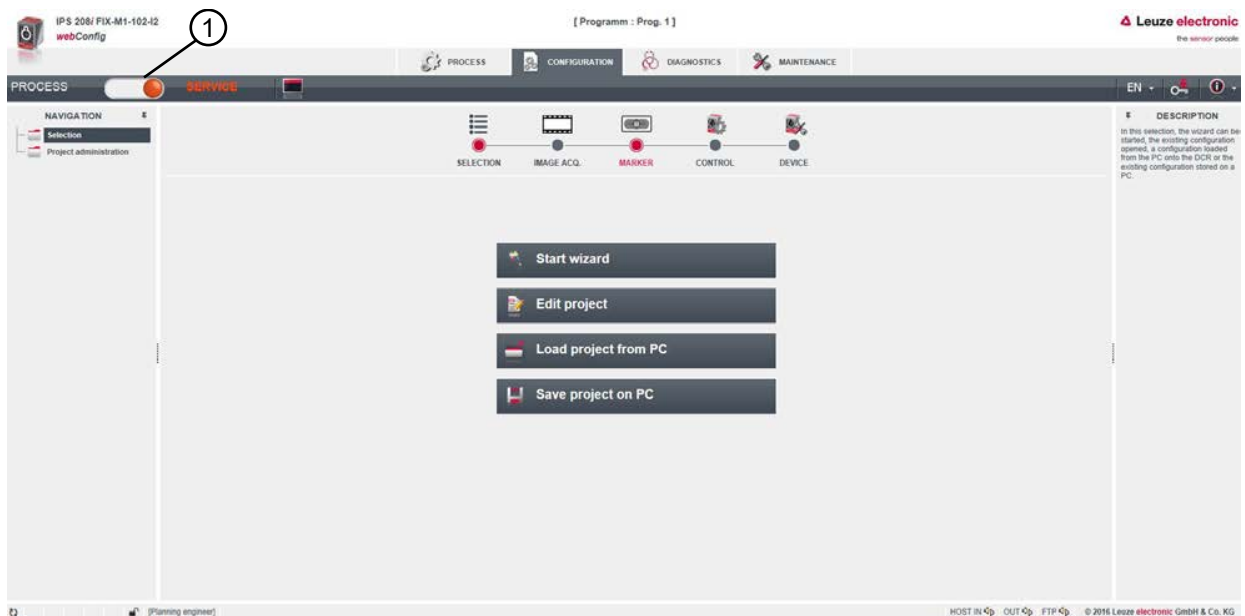 IPS 208i FIX-M1-102-I2
webConfig
1
[ Programm : Prog. 1 ]
Leuze electronic
the sensor people
PROCESS
CONFIGURATION
DIAGNOSTICS
MAINTENANCE
PROCESS
SERVICE
EN
NAVIGATION
Selection
Project administration
SELECTION
IMAGE ACQ.
MARKER
CONTROL
DEVICE
Start wizard
Edit project
Load project from PC
Save project on PC
DESCRIPTION
In this selection, the wizard can be
started, the existing configuration
opened, a configuration loaded
from the PC onto the DCR or the
existing configuration stored on a
PC.
[Planning engineer]
HOST IN OUT FTP
© 2016 Leuze electronic GmbH & Co. KG